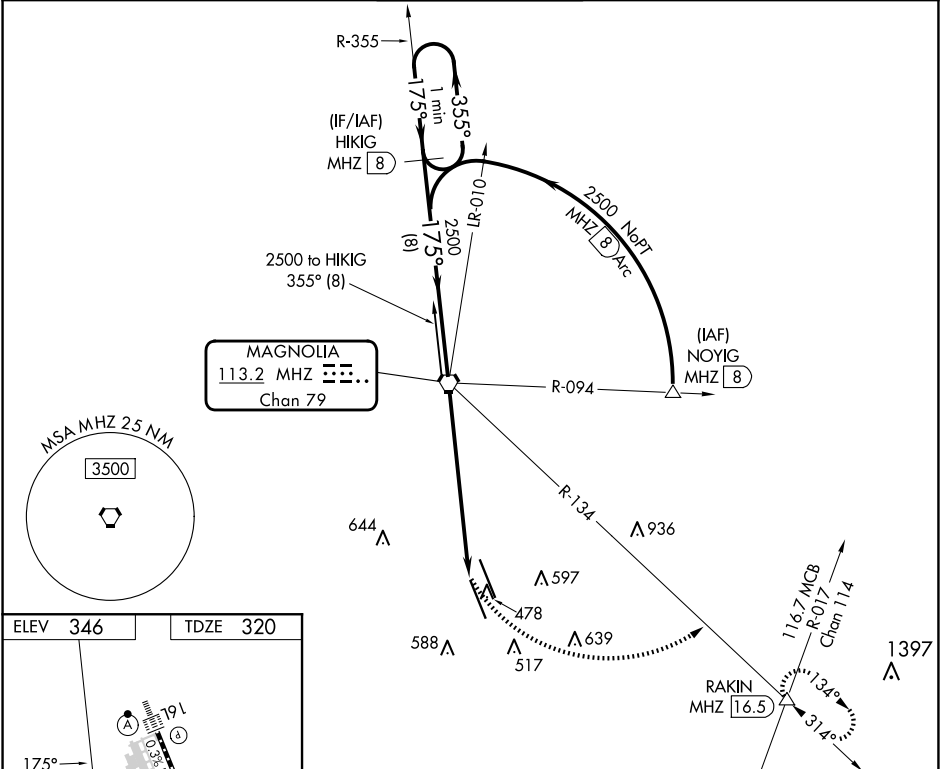 R-355
175°
1 min
355°
(IF/IAF)
HIKIG
MHZ 8
LR-010
2500 NoPT
MHZ 8 Arc
2500
175°
(8)
2500 to HIKIG
355° (8)
(IAF)
NOYIG
MHZ 8
MAGNOLIA
113.2 MHZ
Chan 79
R-094
MSA MHZ 25 NM
3500
R-134
644
936
597
478
639
588
517
116.7 MCB
R-017
Chan 114
1397
RAKIN
MHZ 16.5
134°
314°
ELEV 346
TDZE 320
A
16L
P
0.3%
175°